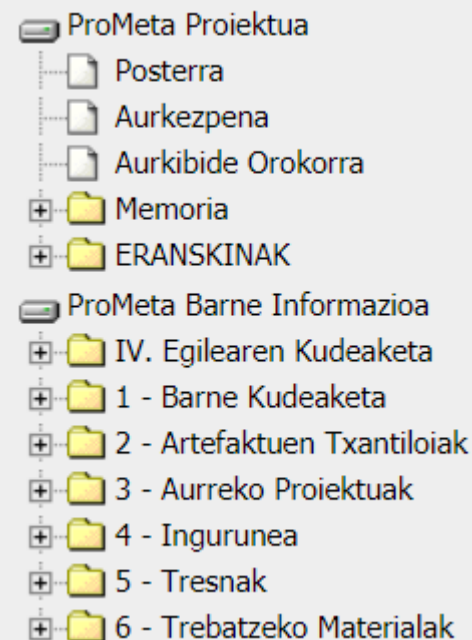 ProMeta Proiektua
Posterra
Aurkezpena
Aurkibide Orokorra
Memoria
ERANSKINAK
ProMeta Barne Informazioa
IV. Egilearen Kudeaketa
1 - Barne Kudeaketa
2 - Artefaktuen Txantiloiak
3 - Aurreko Proiektuak
4 - Ingurunea
5 - Tresnak
6 - Trebatzeko Materialak